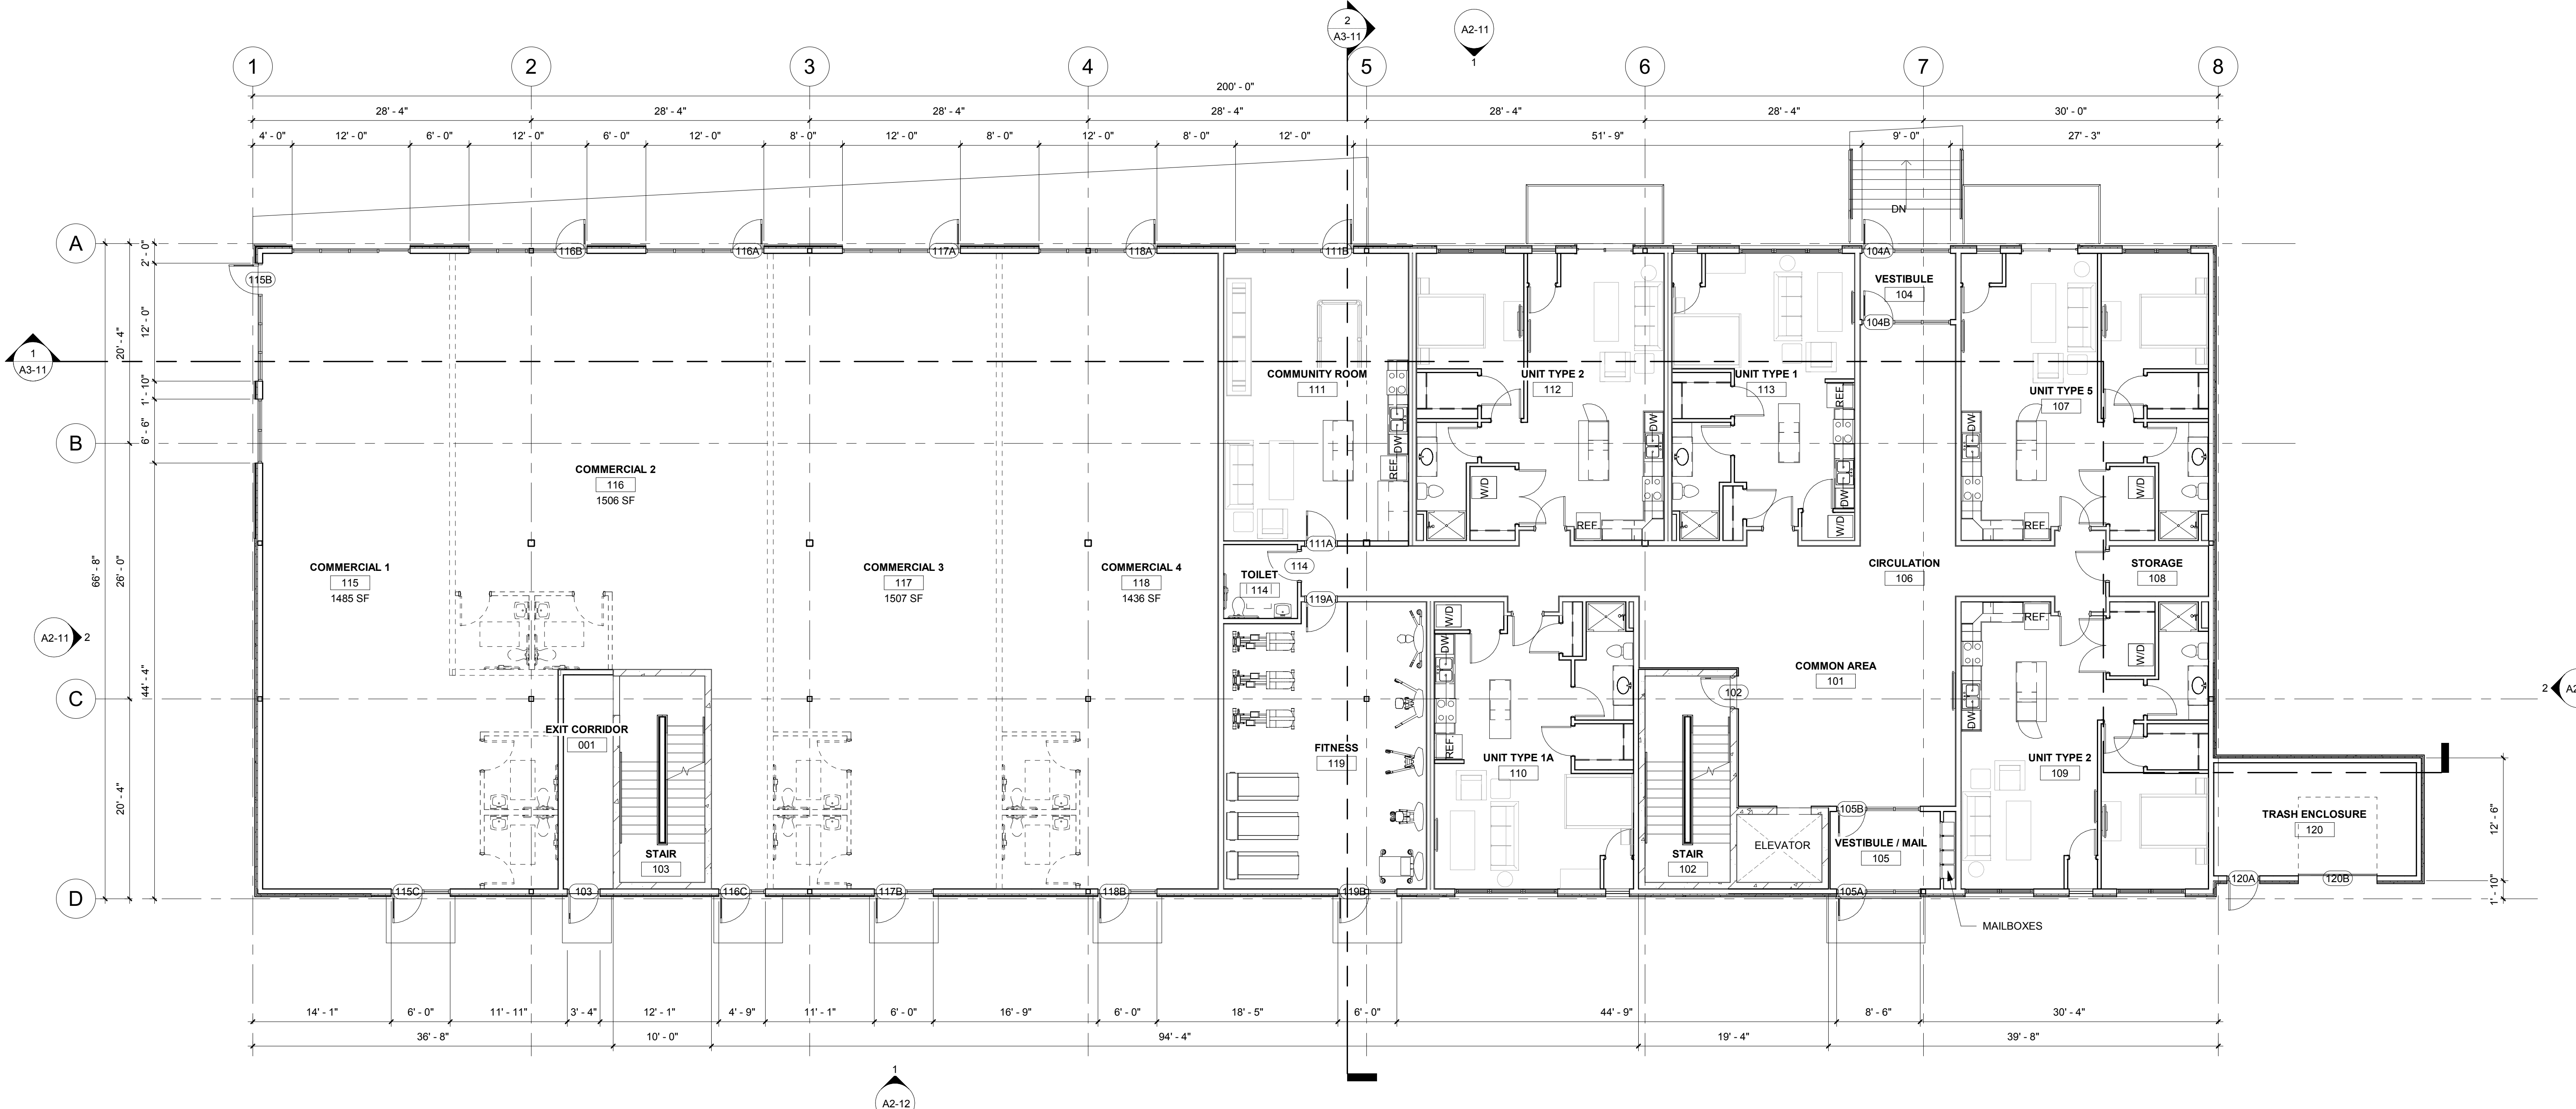 2
A3-11
A2-11
1
1
2
3
4
5
6
7
8
200' - 0"
28' - 4"
28' - 4"
28' - 4"
28' - 4"
28' - 4"
28' - 4"
30' - 0"
4' - 0"
12' - 0"
6' - 0"
12' - 0"
6' - 0"
12' - 0"
8' - 0"
12' - 0"
8' - 0"
12' - 0"
8' - 0"
12' - 0"
51' - 9"
9' - 0"
27' - 3"
DN
A
B
C
D
2' - 0"
12' - 0"
1' - 10"
6' - 6"
44' - 4"
20' - 4"
26' - 0"
20' - 4"
66' - 8"
1
A3-11
A2-11
2
115B
116B
116A
117A
118A
111B
104A
VESTIBULE
104
104B
COMMUNITY ROOM
111
UNIT TYPE 2
112
UNIT TYPE 1
113
UNIT TYPE 5
107
REF.
DW
DW
REF.
DW
DW
W/D
REF.
W/D
W/D
REF.
COMMERCIAL 2
116
1506 SF
COMMERCIAL 1
115
1485 SF
COMMERCIAL 3
117
1507 SF
COMMERCIAL 4
118
1436 SF
111A
114
TOILET
114
119A
CIRCULATION
106
STORAGE
108
W/D
DW
REF.
REF.
W/D
DW
COMMON AREA
101
102
EXIT CORRIDOR
001
FITNESS
119
UNIT TYPE 1A
110
UNIT TYPE 2
109
STAIR
103
STAIR
102
ELEVATOR
105B
VESTIBULE / MAIL
105
TRASH ENCLOSURE
120
115C
103
116C
117B
118B
119B
105A
120A
120B
MAILBOXES
12' - 6"
1' - 10"
2
14' - 1"
6' - 0"
11' - 11"
3' - 4"
12' - 1"
4' - 9"
11' - 1"
6' - 0"
16' - 9"
6' - 0"
18' - 5"
6' - 0"
44' - 9"
8' - 6"
30' - 4"
36' - 8"
10' - 0"
94' - 4"
19' - 4"
39' - 8"
1
A2-12